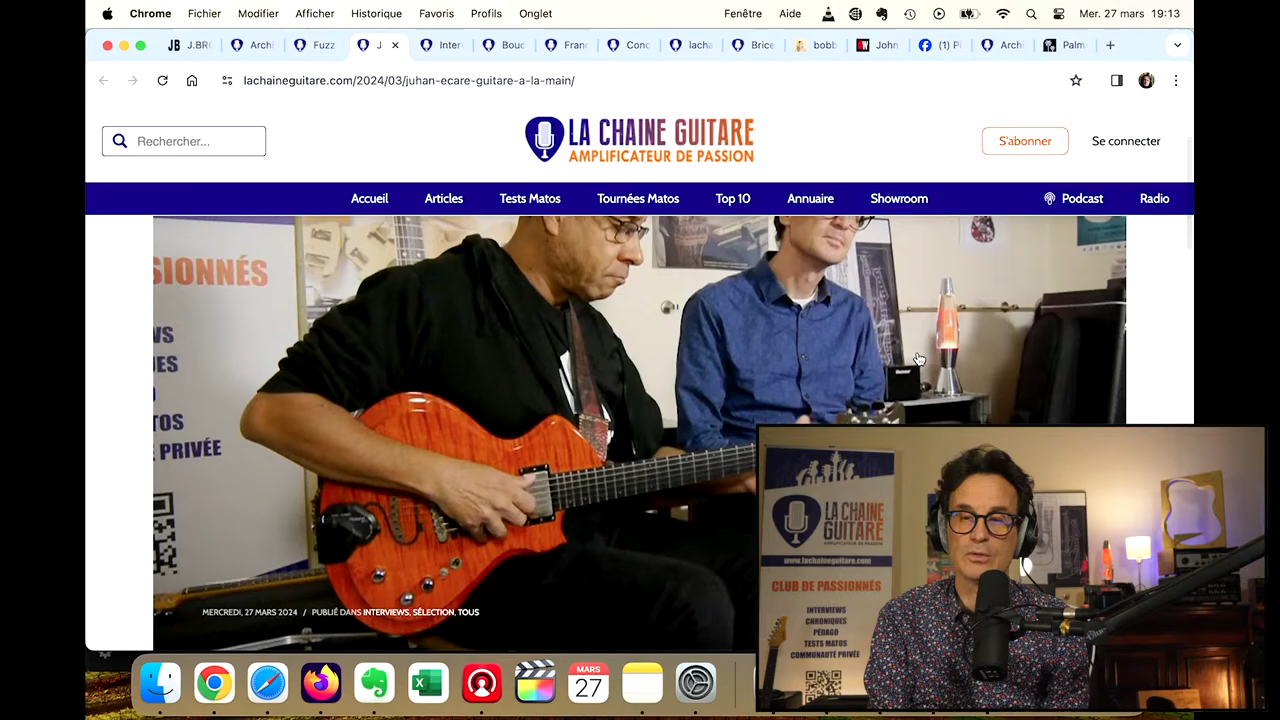 Chrome Fichier Modifier Afficher Historique Favoris Profils Onglet Fenêtre Aide Mer. 27 mars 19:13
JB J.BR Archi Fuzz J Inter Bouc Fran Conc lacha Brice bobb John (1) Pi Archi Palm
lachaineguitare.com/2024/03/juhan-ecare-guitare-a-la-main/
Rechercher...
LA CHAINE GUITARE
AMPLIFICATEUR DE PASSION
S'abonner Se connecter
Accueil Articles Tests Matos Tournées Matos Top 10 Annuaire Showroom Podcast Radio
SIONNÉS
WS
UES
TOS
PRIVÉE
MERCREDI, 27 MARS 2024 / PUBLIÉ DANS INTERVIEWS, SÉLECTION, TOUS
LA CHAINE
GUITARE
www.lachaineguitare.com
CLUB DE PASSIONNÉS
INTERVIEWS
CHRONIQUES
PÉDAGO
TESTS MATOS
COMMUNAUTÉ PRIVÉE
MARS
27